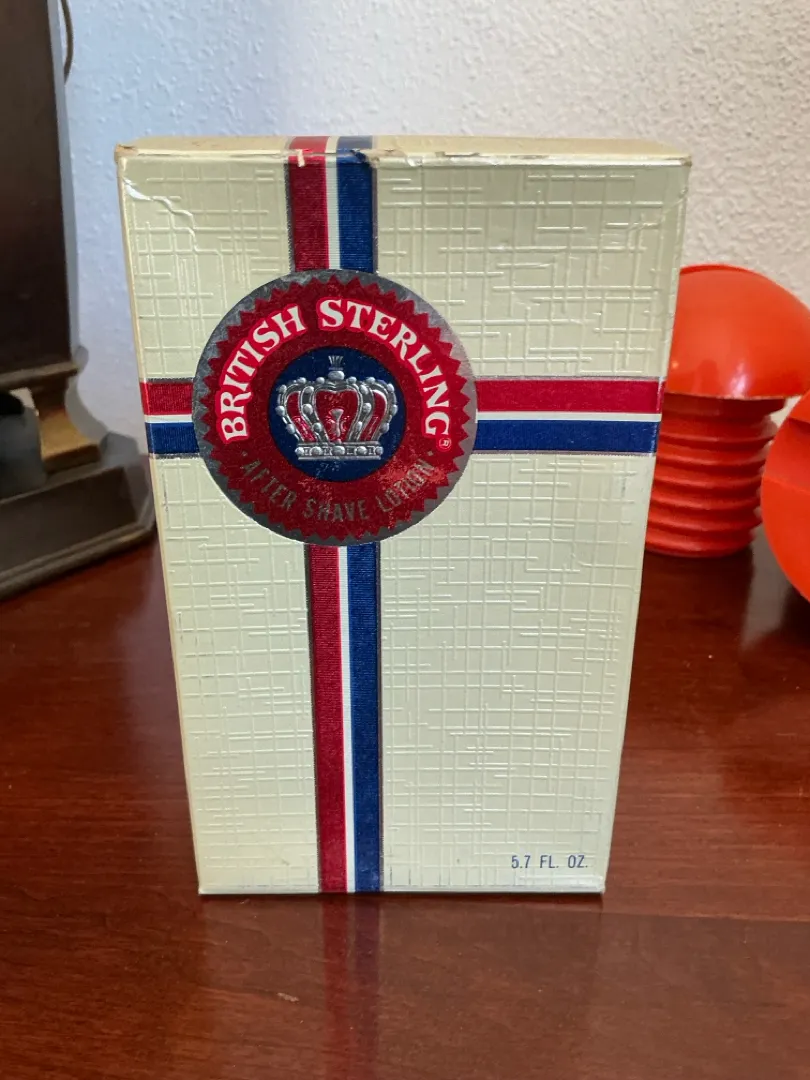 BRITISH STERLING®
· AFTER SHAVE LOTION ·
5.7 FL. OZ.